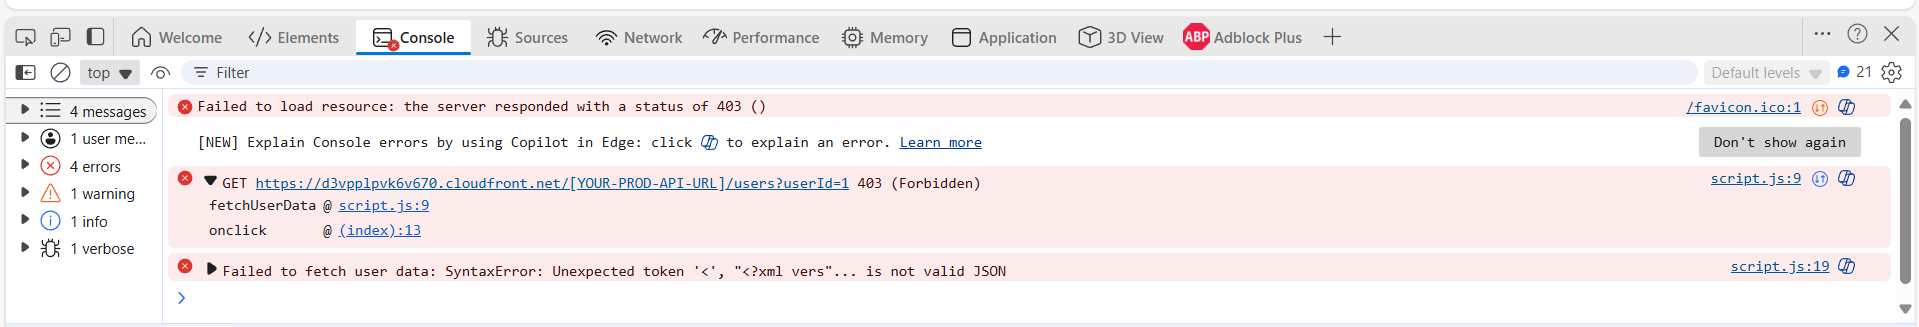 Welcome Elements Console Sources Network Performance Memory Application 3D View ABP Adblock Plus
top Filter Default levels 21
4 messages
1 user me...
4 errors
1 warning
1 info
1 verbose
Failed to load resource: the server responded with a status of 403 () /favicon.ico:1
[NEW] Explain Console errors by using Copilot in Edge: click to explain an error. Learn more Don't show again
GET https://d3vpplpvk6v670.cloudfront.net/[YOUR-PROD-API-URL]/users?userId=1 403 (Forbidden) script.js:9
fetchUserData @ script.js:9
onclick @ (index):13
Failed to fetch user data: SyntaxError: Unexpected token '<', "<?xml vers"... is not valid JSON script.js:19